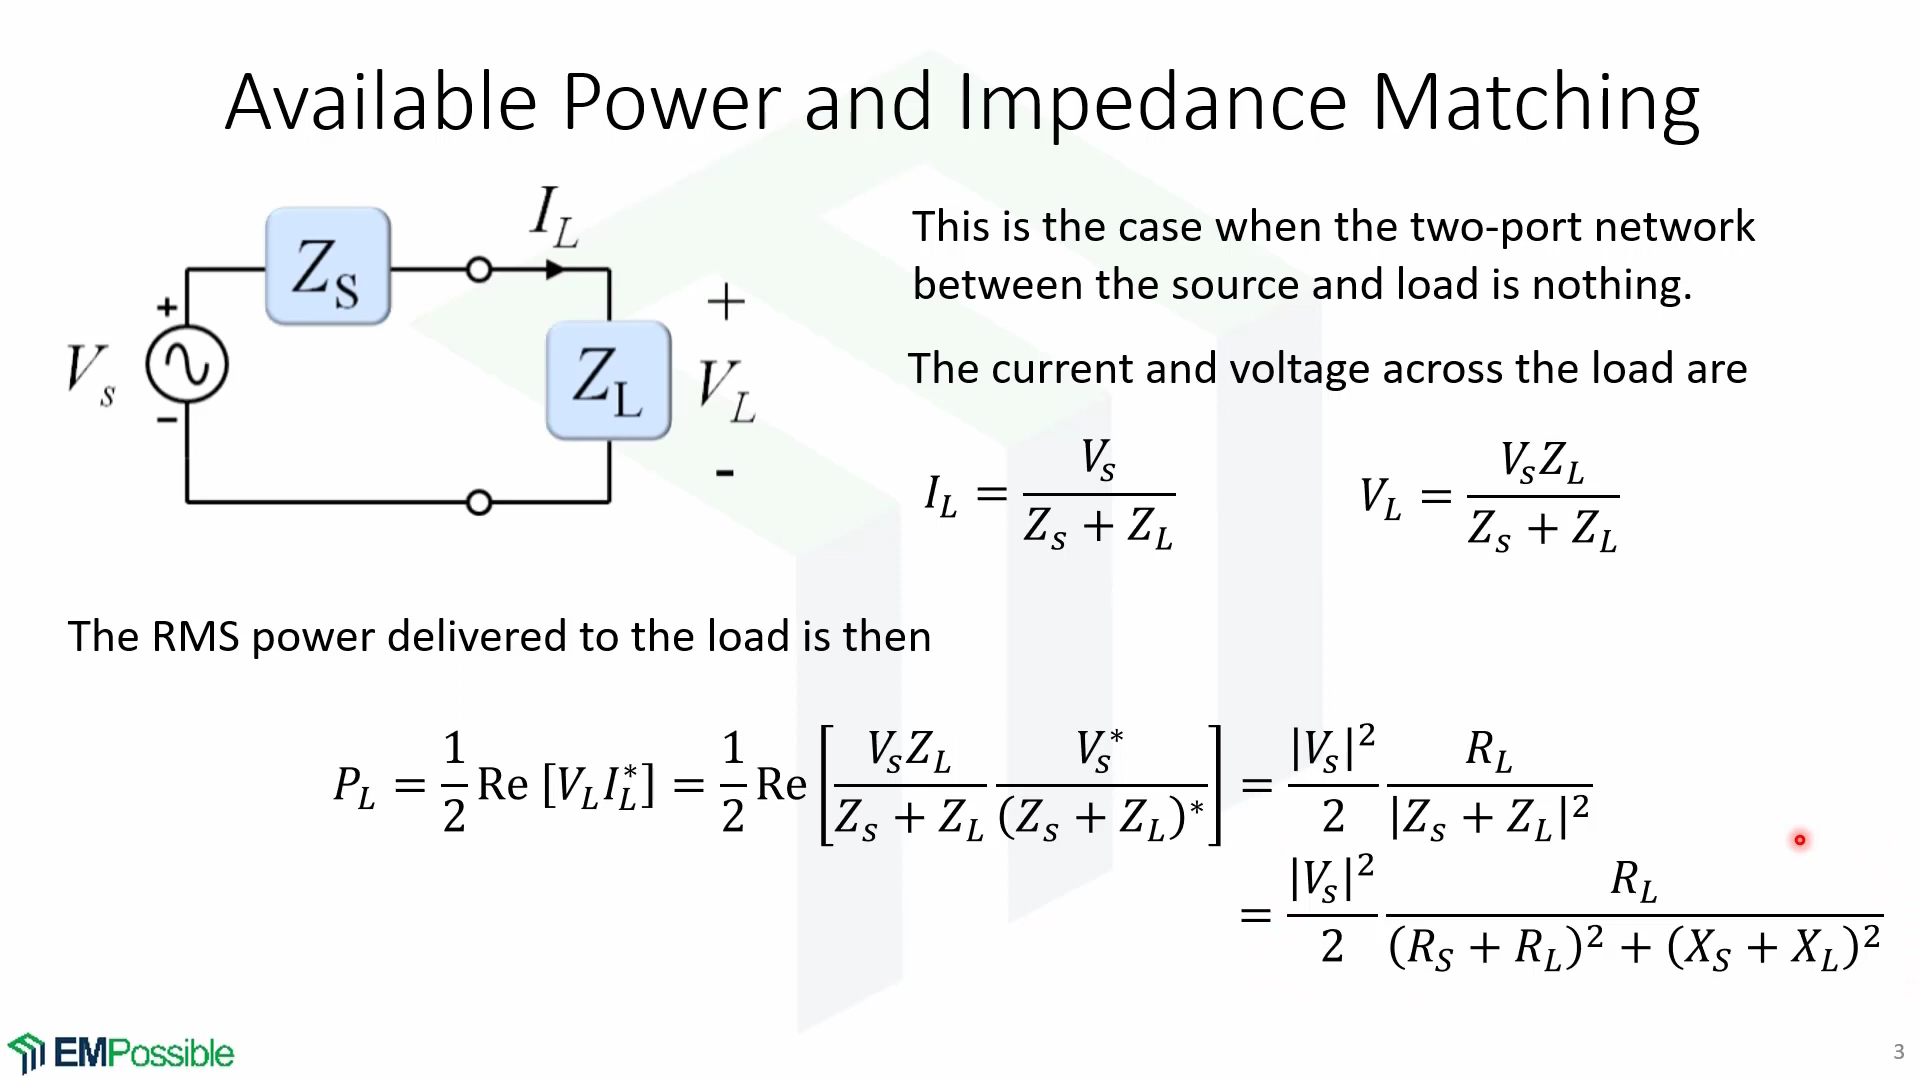 Available Power and Impedance Matching
I_L
Z_S
+
V_s
-
Z_L
+
V_L
-
This is the case when the two-port network
between the source and load is nothing.
The current and voltage across the load are
I_L = V_s / (Z_s + Z_L)    V_L = V_s Z_L / (Z_s + Z_L)
The RMS power delivered to the load is then
P_L = 1/2 Re [V_L I_L^*] = 1/2 Re [ V_s Z_L / (Z_s + Z_L) V_s^* / (Z_s + Z_L)^* ] = |V_s|^2 / 2 R_L / |Z_s + Z_L|^2
= |V_s|^2 / 2 R_L / ((R_S + R_L)^2 + (X_S + X_L)^2)
EMPossible
3